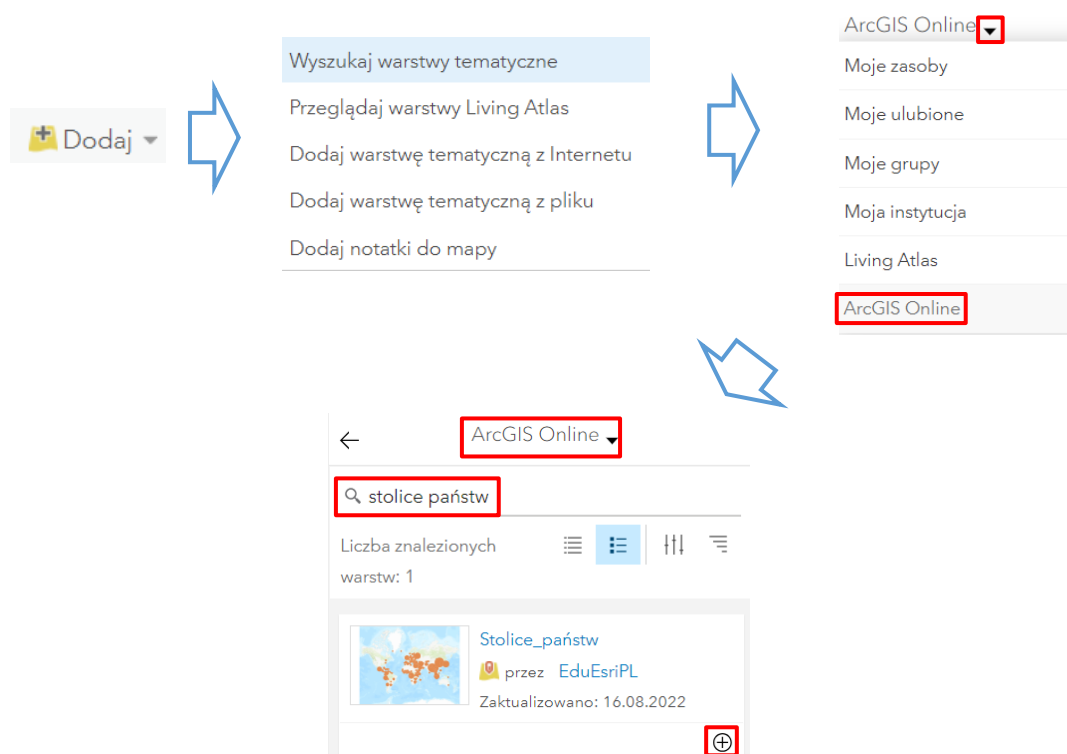 Dodaj
Wyszukaj warstwy tematyczne
Przeglądaj warstwy Living Atlas
Dodaj warstwę tematyczną z Internetu
Dodaj warstwę tematyczną z pliku
Dodaj notatki do mapy
ArcGIS Online
Moje zasoby
Moje ulubione
Moje grupy
Moja instytucja
Living Atlas
ArcGIS Online
ArcGIS Online
stolice państw
Liczba znalezionych
warstw: 1
Stolice_państw
przez EduEsriPL
Zaktualizowano: 16.08.2022